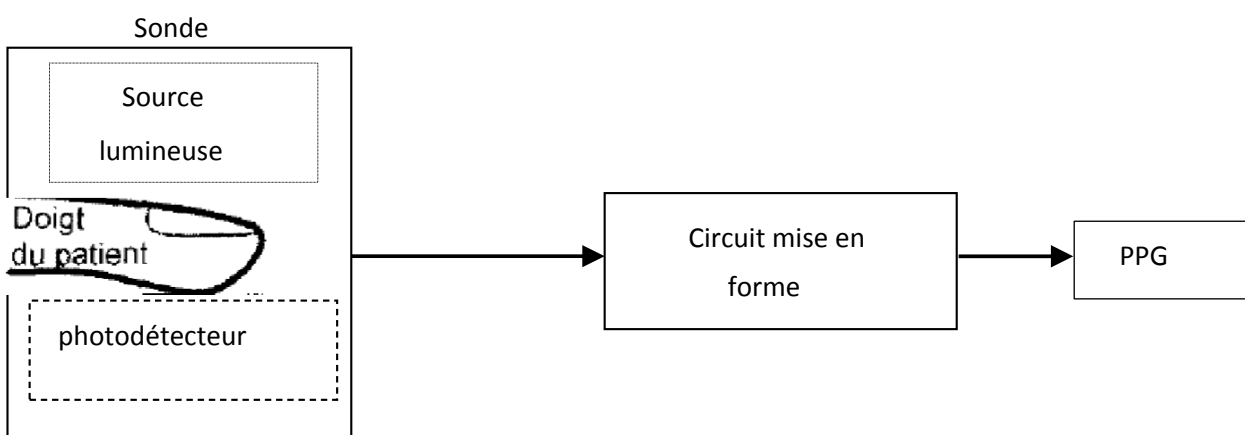 Sonde
Source
lumineuse
Doigt
du patient
photodétecteur
Circuit mise en
forme
PPG